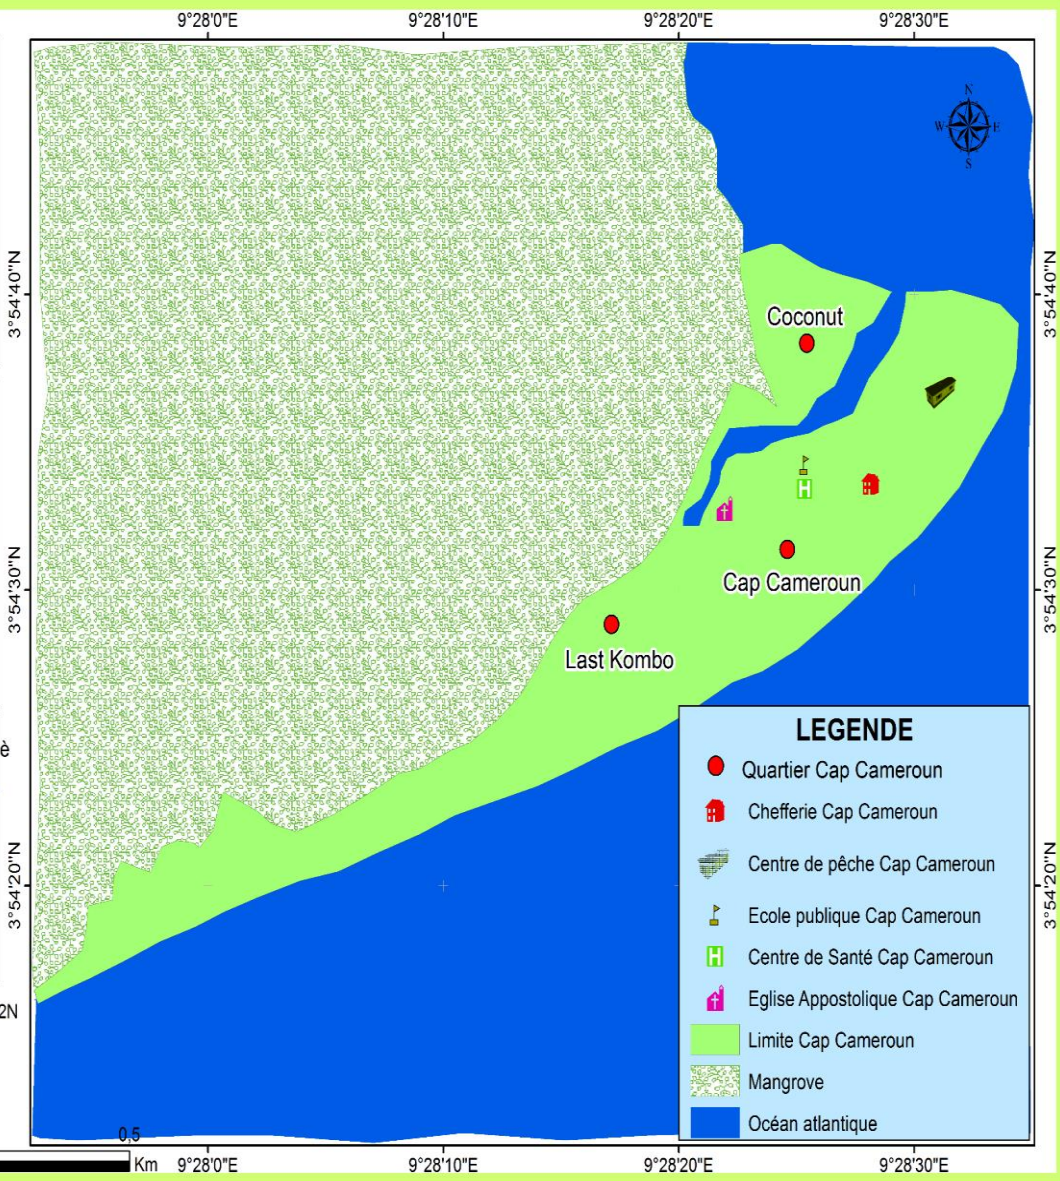 9°28'0"E
9°28'10"E
9°28'20"E
9°28'30"E
N
W
E
S
3°54'40"N
3°54'40"N
Coconut
3°54'30"N
3°54'30"N
Cap Cameroun
Last Kombo
3°54'20"N
3°54'20"N
LEGENDE
Quartier Cap Cameroun
Chefferie Cap Cameroun
Centre de pêche Cap Cameroun
Ecole publique Cap Cameroun
H
Centre de Santé Cap Cameroun
Eglise Appostolique Cap Cameroun
Limite Cap Cameroun
Mangrove
Océan atlantique
è
2N
0,5
Km
9°28'0"E
9°28'10"E
9°28'20"E
9°28'30"E